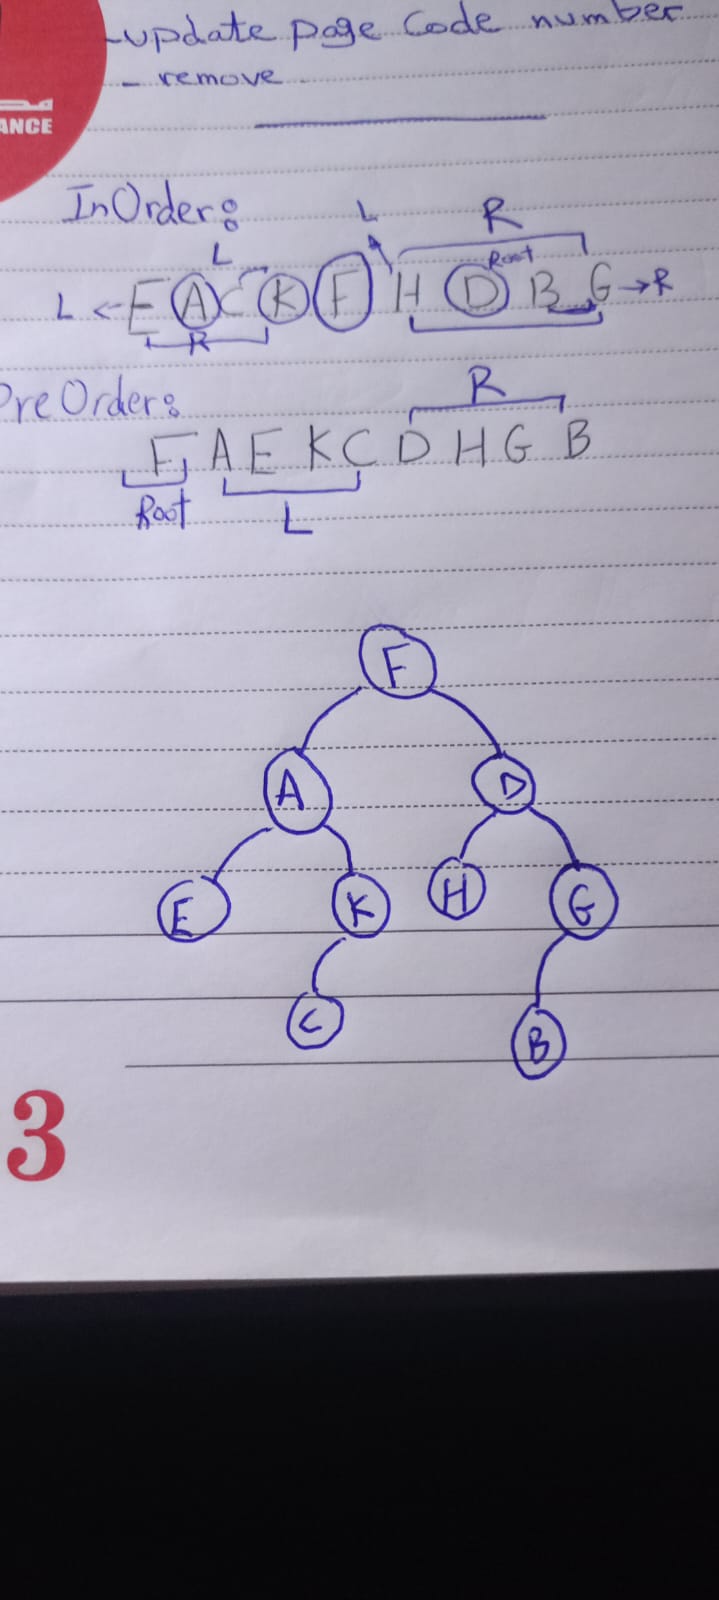 -update page Code number
- remove
ANCE
InOrder:
L R
L Root
L <- E A C K F H D B G -> R
R
PreOrder:
R
F A E K C D H G B
Root L
F
A D
E K H G
C B
3